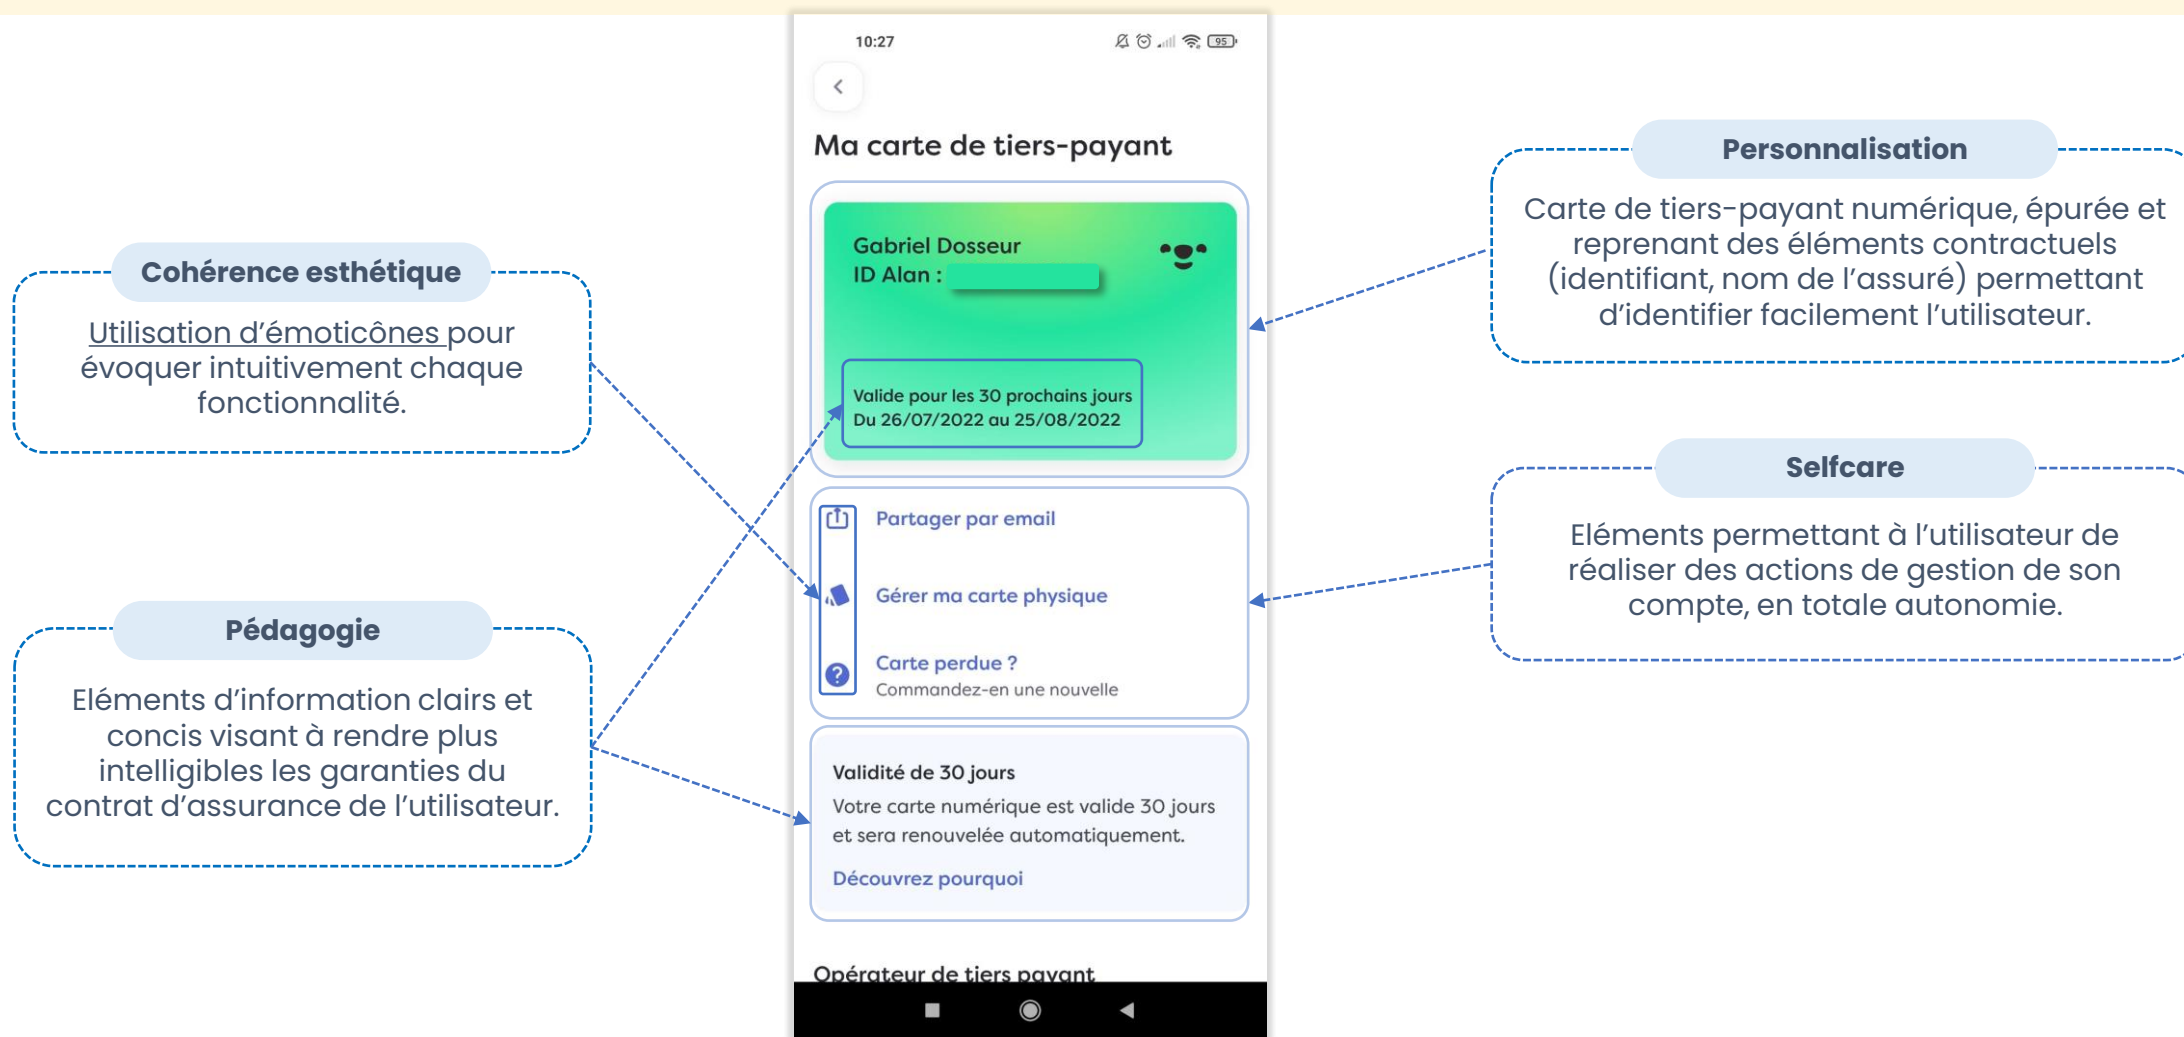 10:27
95
Ma carte de tiers-payant
Gabriel Dosseur
ID Alan :
Valide pour les 30 prochains jours
Du 26/07/2022 au 25/08/2022
Partager par email
Gérer ma carte physique
Carte perdue ?
Commandez-en une nouvelle
Validité de 30 jours
Votre carte numérique est valide 30 jours
et sera renouvelée automatiquement.
Découvrez pourquoi
Opérateur de tiers payant
Cohérence esthétique
Utilisation d’émoticônes pour
évoquer intuitivement chaque
fonctionnalité.
Pédagogie
Eléments d’information clairs et
concis visant à rendre plus
intelligibles les garanties du
contrat d’assurance de l’utilisateur.
Personnalisation
Carte de tiers-payant numérique, épurée et
reprenant des éléments contractuels
(identifiant, nom de l’assuré) permettant
d’identifier facilement l’utilisateur.
Selfcare
Eléments permettant à l’utilisateur de
réaliser des actions de gestion de son
compte, en totale autonomie.